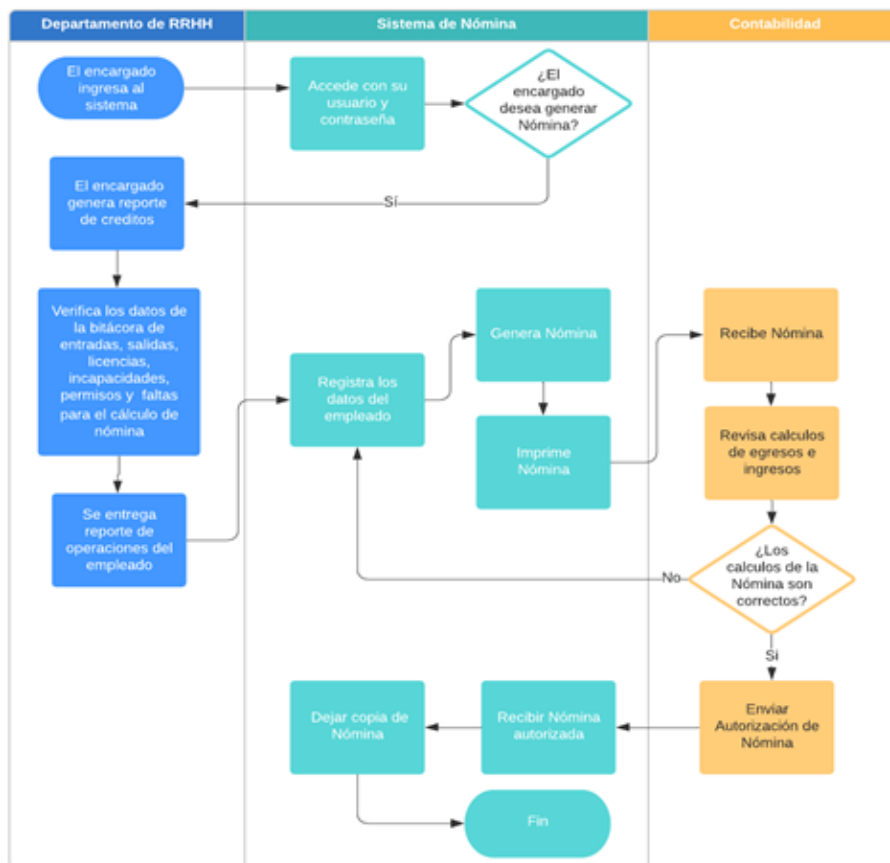 Departamento de RRHH
Sistema de Nómina
Contabilidad
El encargado
ingresa al
sistema
Accede con su
usuario y
contraseña
¿El
encargado
desea generar
Nómina?
Sí
El encargado
genera reporte
de creditos
Verifica los datos de
la bitácora de
entradas, salidas,
licencias,
incapacidades,
permisos y faltas
para el cálculo de
nómina
Se entrega
reporte de
operaciones del
empleado
Registra los
datos del
empleado
Genera Nómina
Imprime
Nómina
Recibe Nómina
Revisa calculos
de egresos e
ingresos
¿Los
calculos de la
Nómina son
correctos?
No
Si
Enviar
Autorización de
Nómina
Recibir Nómina
autorizada
Dejar copia de
Nómina
Fin